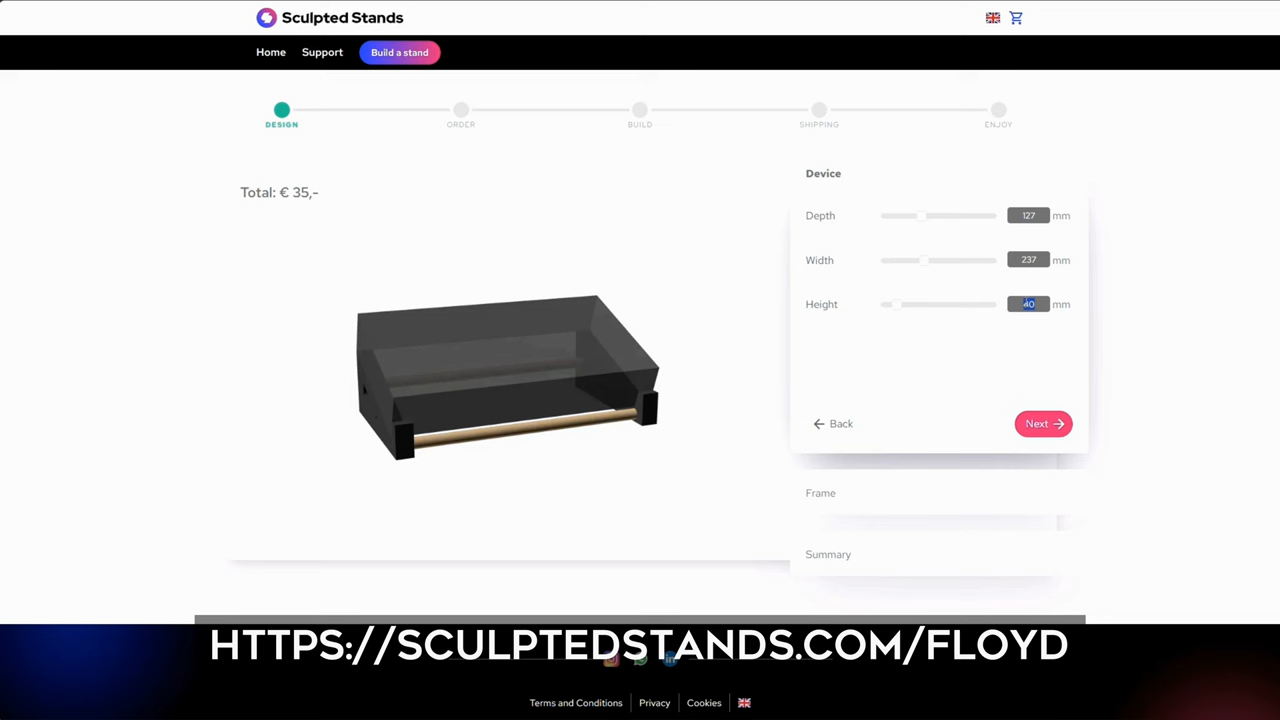 Sculpted Stands
Home Support Build a stand
DESIGN ORDER BUILD SHIPPING ENJOY
Total: € 35,-
Device
Depth 127 mm
Width 237 mm
Height 40 mm
Back Next
Frame
Summary
HTTPS://SCULPTEDSTANDS.COM/FLOYD
Terms and Conditions Privacy Cookies